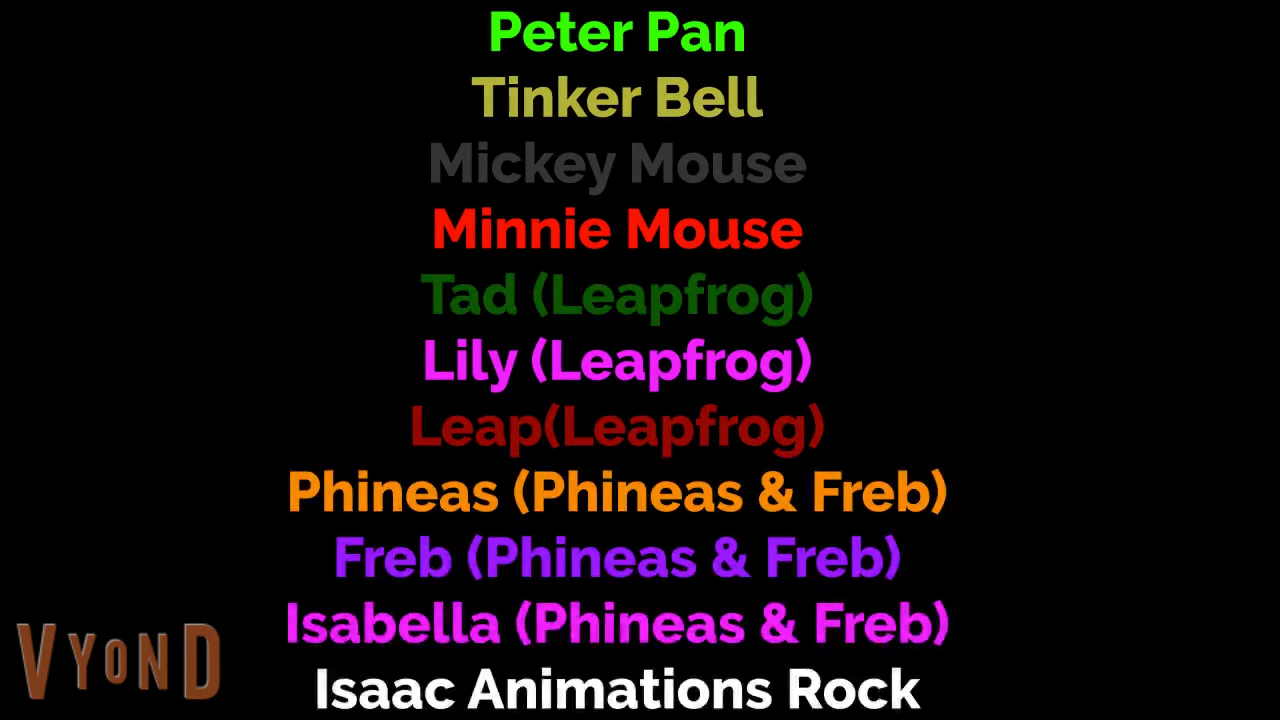 Peter Pan
Tinker Bell
Mickey Mouse
Minnie Mouse
Tad (Leapfrog)
Lily (Leapfrog)
Leap(Leapfrog)
Phineas (Phineas & Freb)
Freb (Phineas & Freb)
Isabella (Phineas & Freb)
Isaac Animations Rock
VYOND